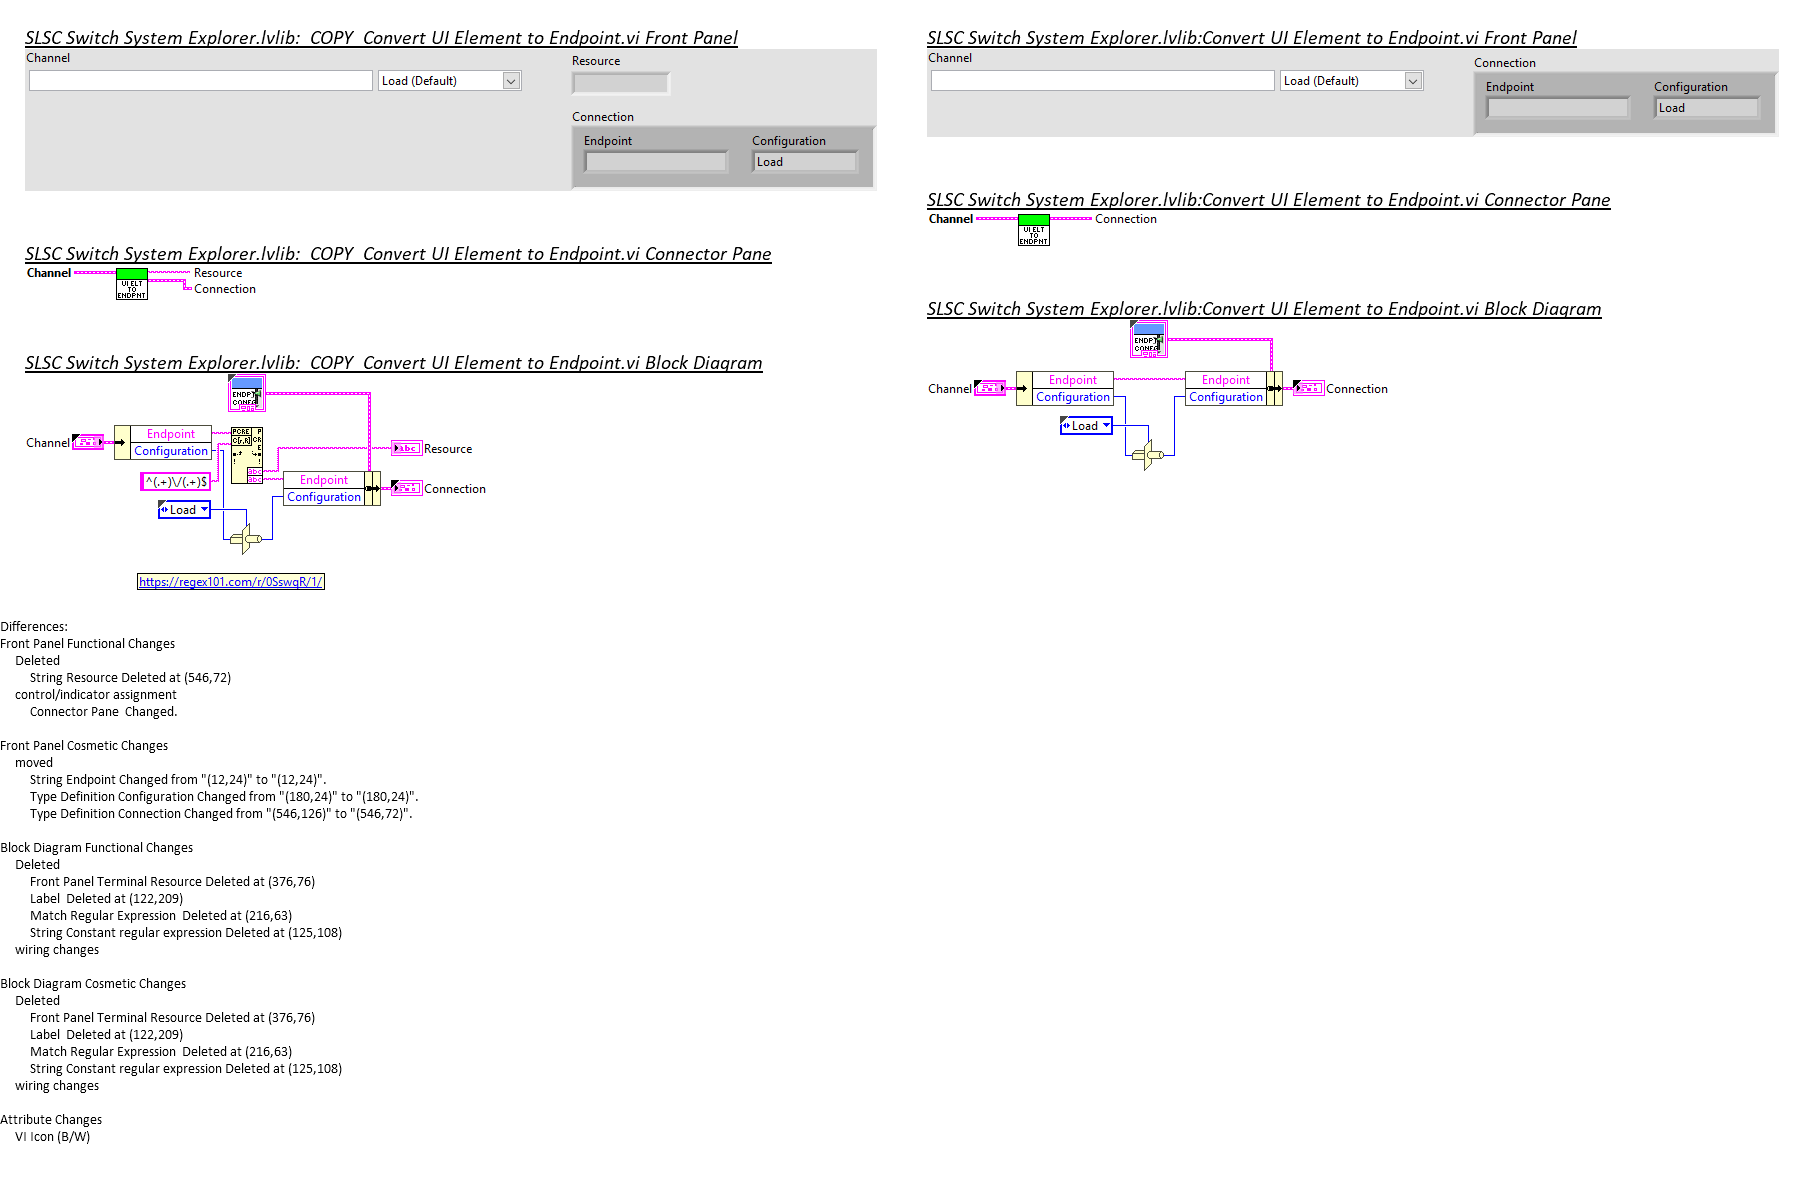 SLSC Switch System Explorer.lvlib:  COPY  Convert UI Element to Endpoint.vi Front Panel
Channel
Load (Default)
Resource
Connection
Endpoint
Configuration
Load
SLSC Switch System Explorer.lvlib:  COPY  Convert UI Element to Endpoint.vi Connector Pane
Channel
UI ELT
TO
ENDPNT
Resource
Connection
SLSC Switch System Explorer.lvlib:  COPY  Convert UI Element to Endpoint.vi Block Diagram
ENDPT
CONFG
Channel
Endpoint
Configuration
PCRE
^(.+)\/(.+)$
Load
abc
abc
Endpoint
Configuration
abc
Resource
Connection
https://regex101.com/r/0SswqR/1/
SLSC Switch System Explorer.lvlib:Convert UI Element to Endpoint.vi Front Panel
Channel
Load (Default)
Connection
Endpoint
Configuration
Load
SLSC Switch System Explorer.lvlib:Convert UI Element to Endpoint.vi Connector Pane
Channel
UI ELT
TO
ENDPNT
Connection
SLSC Switch System Explorer.lvlib:Convert UI Element to Endpoint.vi Block Diagram
ENDPT
CONFG
Channel
Endpoint
Configuration
Load
Endpoint
Configuration
Connection
Differences:
Front Panel Functional Changes
Deleted
String Resource Deleted at (546,72)
control/indicator assignment
Connector Pane  Changed.
Front Panel Cosmetic Changes
moved
String Endpoint Changed from "(12,24)" to "(12,24)".
Type Definition Configuration Changed from "(180,24)" to "(180,24)".
Type Definition Connection Changed from "(546,126)" to "(546,72)".
Block Diagram Functional Changes
Deleted
Front Panel Terminal Resource Deleted at (376,76)
Label  Deleted at (122,209)
Match Regular Expression  Deleted at (216,63)
String Constant regular expression Deleted at (125,108)
wiring changes
Block Diagram Cosmetic Changes
Deleted
Front Panel Terminal Resource Deleted at (376,76)
Label  Deleted at (122,209)
Match Regular Expression  Deleted at (216,63)
String Constant regular expression Deleted at (125,108)
wiring changes
Attribute Changes
VI Icon (B/W)